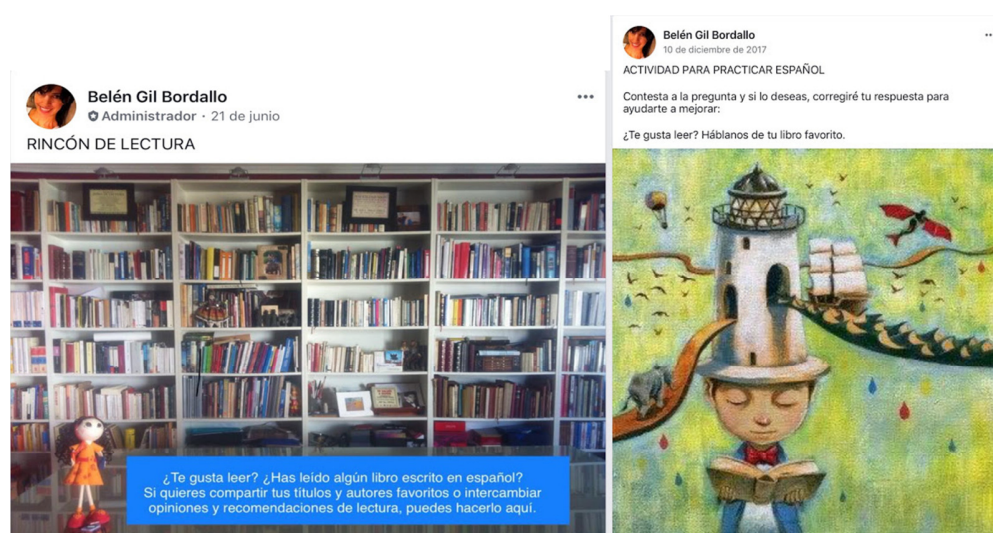 Belén Gil Bordallo
Administrador · 21 de junio
RINCÓN DE LECTURA
¿Te gusta leer? ¿Has leído algún libro escrito en español?
Si quieres compartir tus títulos y autores favoritos o intercambiar
opiniones y recomendaciones de lectura, puedes hacerlo aquí.
Belén Gil Bordallo
10 de diciembre de 2017
ACTIVIDAD PARA PRACTICAR ESPAÑOL
Contesta a la pregunta y si lo deseas, corregiré tu respuesta para
ayudarte a mejorar:
¿Te gusta leer? Háblanos de tu libro favorito.